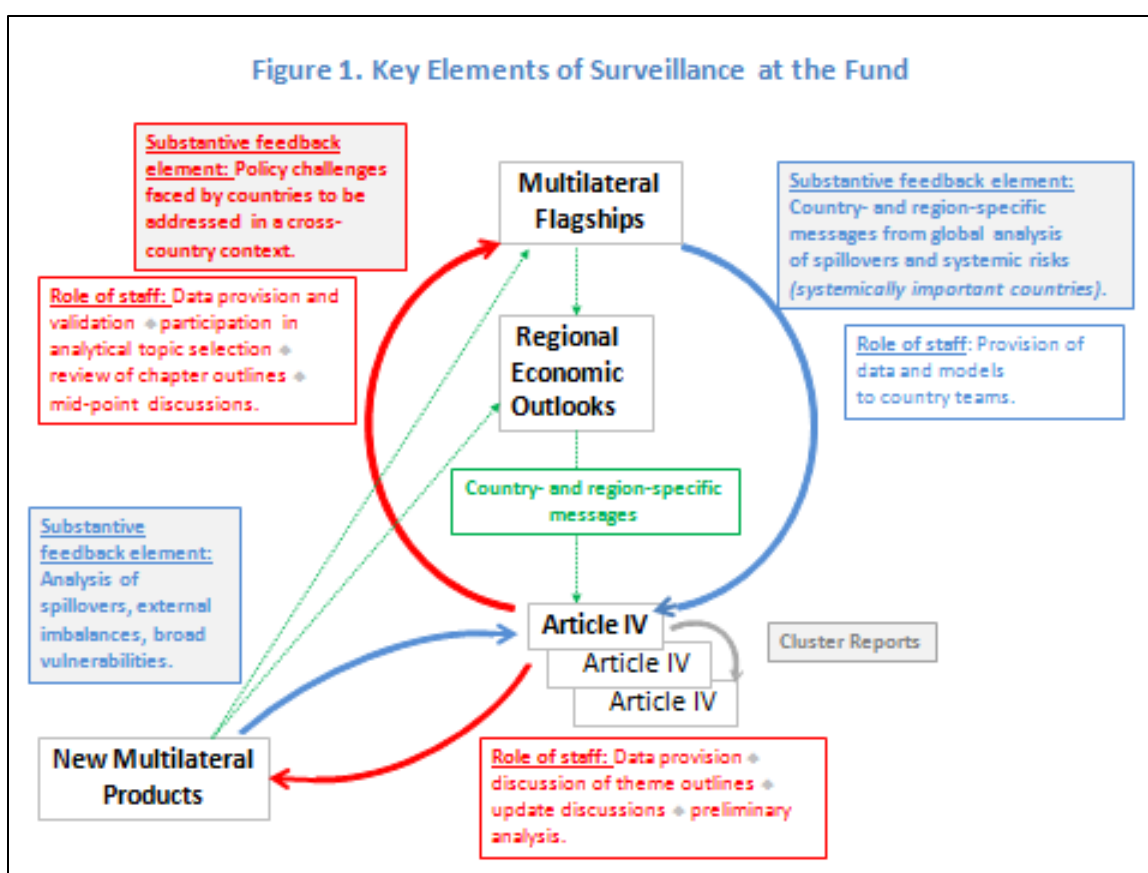 Figure 1. Key Elements of Surveillance at the Fund
Substantive feedback
element: Policy challenges
faced by countries to be
addressed in a cross-
country context.
Multilateral
Flagships
Substantive feedback element:
Country- and region-specific
messages from global analysis
of spillovers and systemic risks
(systemically important countries).
Role of staff: Data provision and
validation ◆ participation in
analytical topic selection ◆
review of chapter outlines ◆
mid-point discussions.
Regional
Economic
Outlooks
Role of staff: Provision of
data and models
to country teams.
Country- and region-specific
messages
Substantive
feedback element:
Analysis of
spillovers, external
imbalances, broad
vulnerabilities.
Article IV
Article IV
Article IV
Cluster Reports
New Multilateral
Products
Role of staff: Data provision ◆
discussion of theme outlines ◆
update discussions ◆ preliminary
analysis.